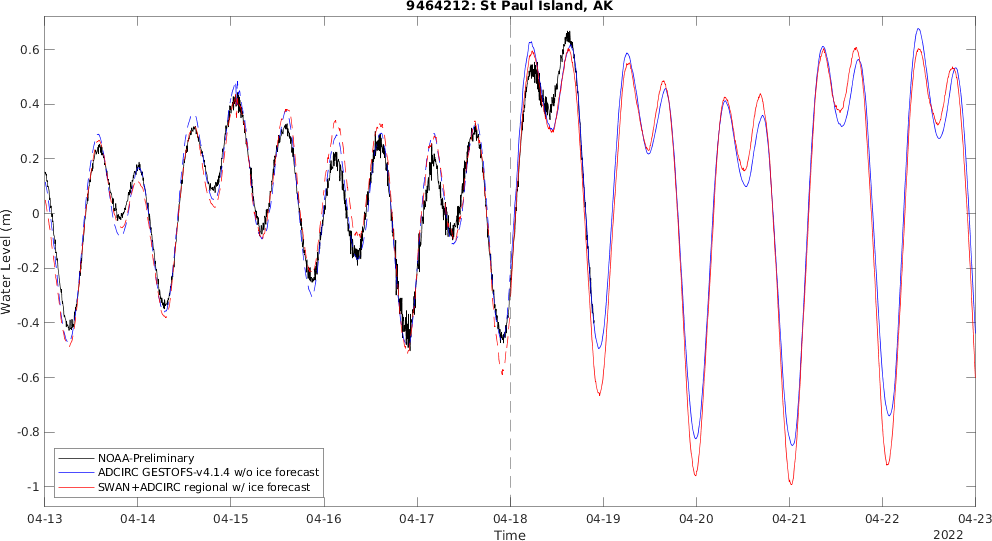 9464212: St Paul Island, AK
Water Level (m)
0.6
0.4
0.2
0
-0.2
-0.4
-0.6
-0.8
-1
NOAA-Preliminary
ADCIRC GESTOFS-v4.1.4 w/o ice forecast
SWAN+ADCIRC regional w/ ice forecast
04-13 04-14 04-15 04-16 04-17 04-18 04-19 04-20 04-21 04-22 04-23
Time
2022